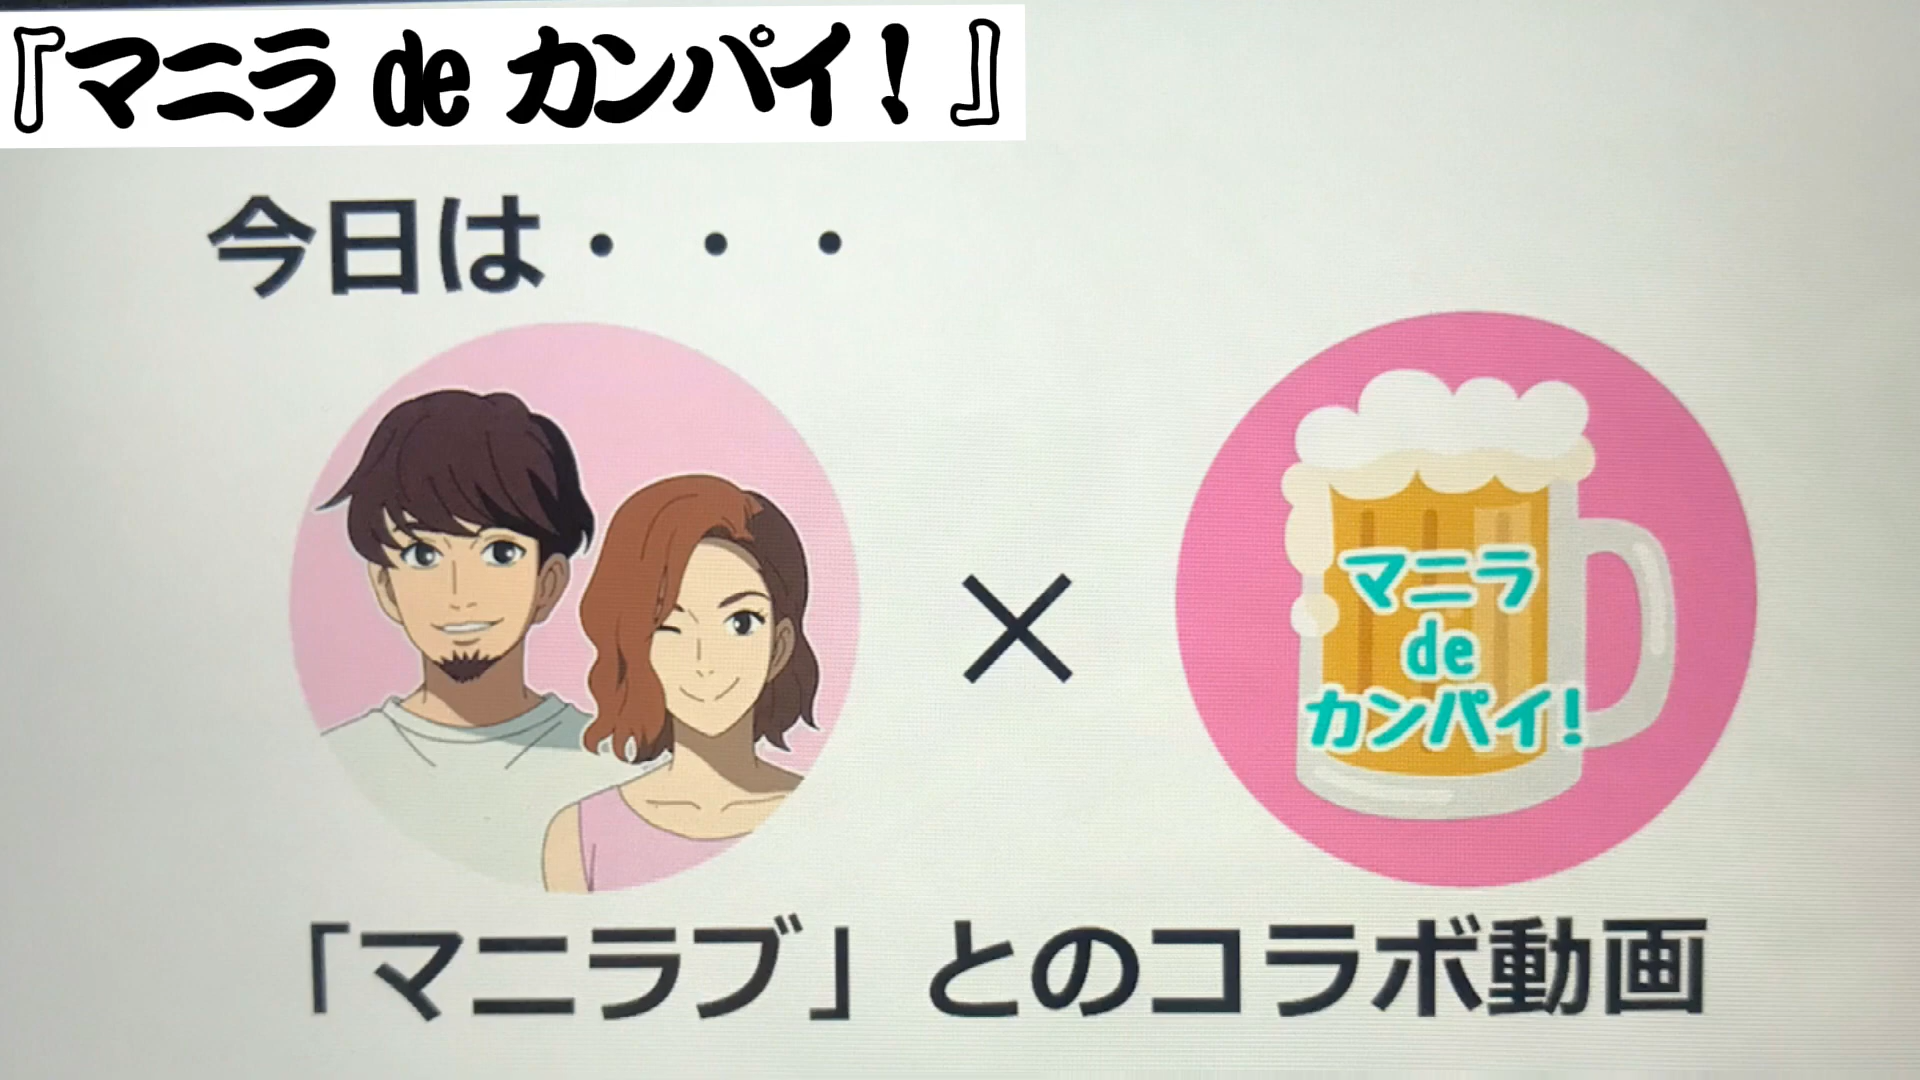 『マニラ de カンパイ！』
今日は・・・
×
マニラ
de
カンパイ！
「マニラブ」とのコラボ動画